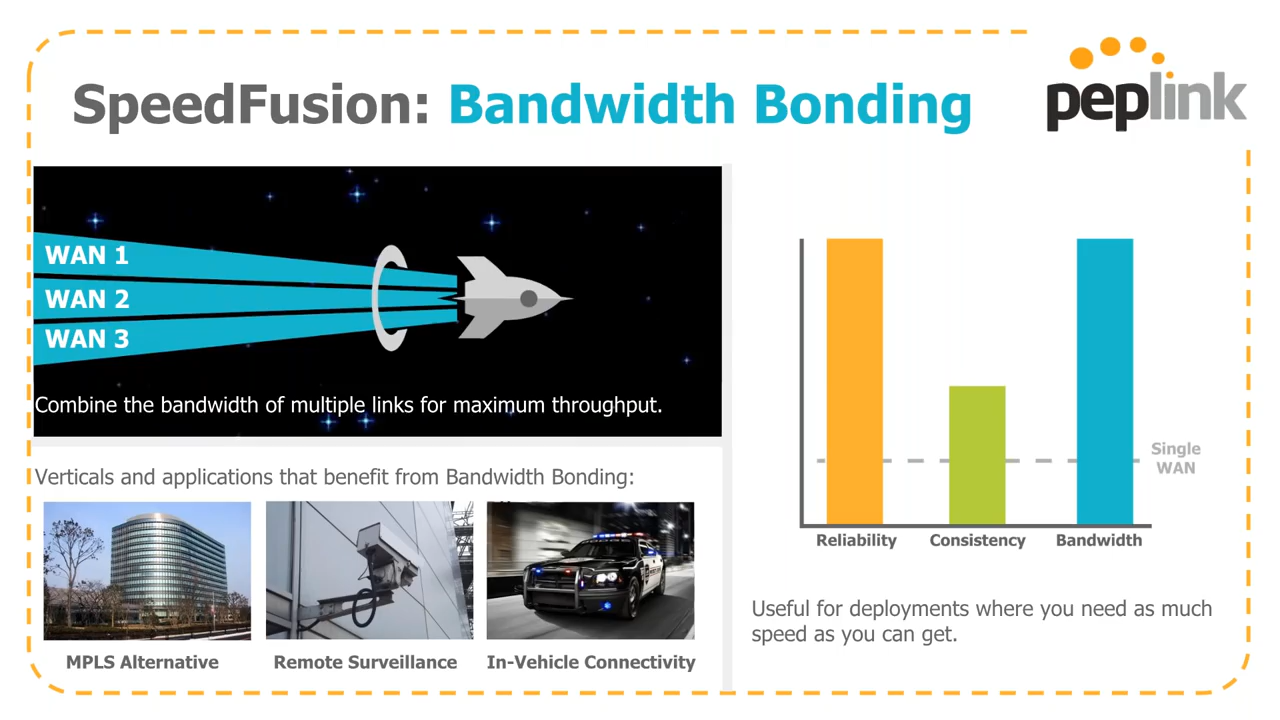 SpeedFusion: Bandwidth Bonding
peplink
WAN 1
WAN 2
WAN 3
Combine the bandwidth of multiple links for maximum throughput.
Verticals and applications that benefit from Bandwidth Bonding:
MPLS Alternative
Remote Surveillance
In-Vehicle Connectivity
Single
WAN
Reliability
Consistency
Bandwidth
Useful for deployments where you need as much
speed as you can get.